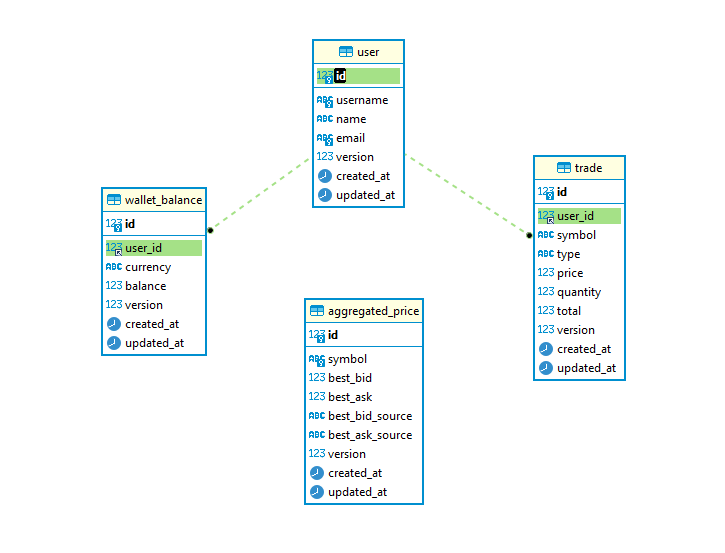 user
123 id
ABC username
ABC name
ABC email
123 version
created_at
updated_at
wallet_balance
123 id
123 user_id
ABC currency
123 balance
123 version
created_at
updated_at
trade
123 id
123 user_id
ABC symbol
ABC type
123 price
123 quantity
123 total
123 version
created_at
updated_at
aggregated_price
123 id
ABC symbol
123 best_bid
123 best_ask
ABC best_bid_source
ABC best_ask_source
123 version
created_at
updated_at